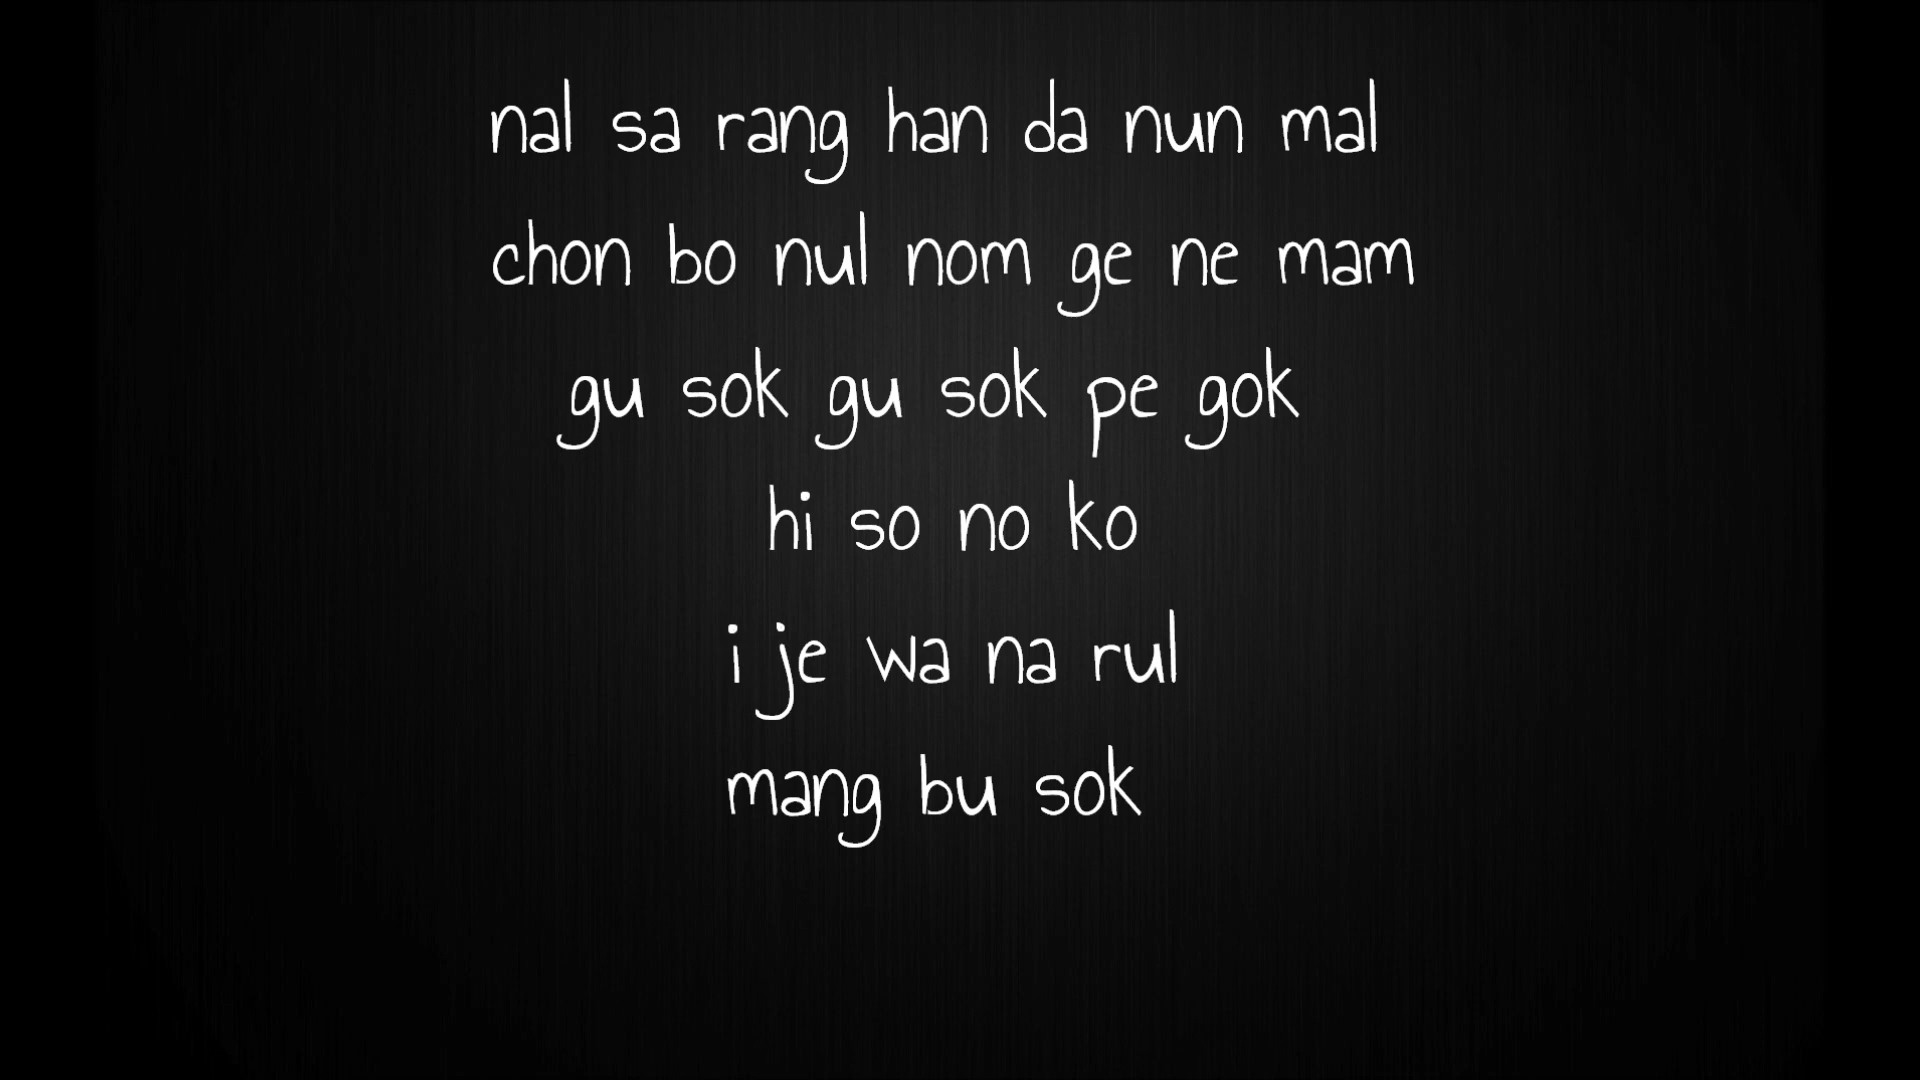 nal sa rang han da nun mal
chon bo nul nom ge ne mam
gu sok gu sok pe gok
hi so no ko
i je wa na rul
mang bu sok